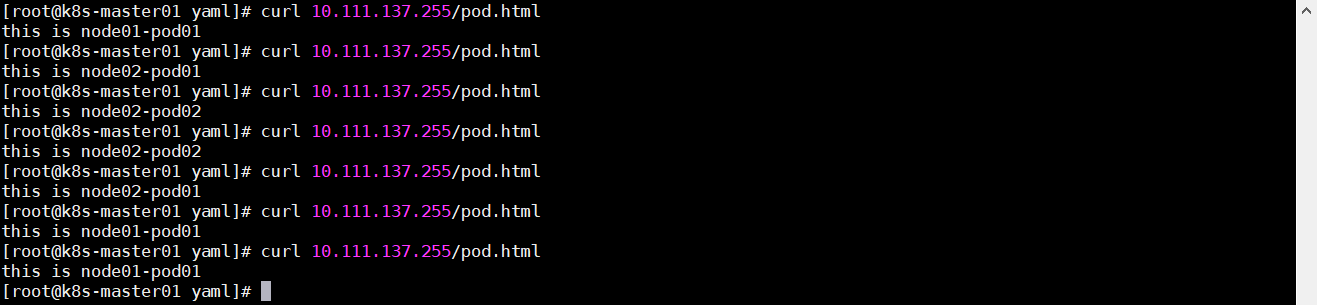 [root@k8s-master01 yaml]# curl 10.111.137.255/pod.html
this is node01-pod01
[root@k8s-master01 yaml]# curl 10.111.137.255/pod.html
this is node02-pod01
[root@k8s-master01 yaml]# curl 10.111.137.255/pod.html
this is node02-pod02
[root@k8s-master01 yaml]# curl 10.111.137.255/pod.html
this is node02-pod02
[root@k8s-master01 yaml]# curl 10.111.137.255/pod.html
this is node02-pod01
[root@k8s-master01 yaml]# curl 10.111.137.255/pod.html
this is node01-pod01
[root@k8s-master01 yaml]# curl 10.111.137.255/pod.html
this is node01-pod01
[root@k8s-master01 yaml]#